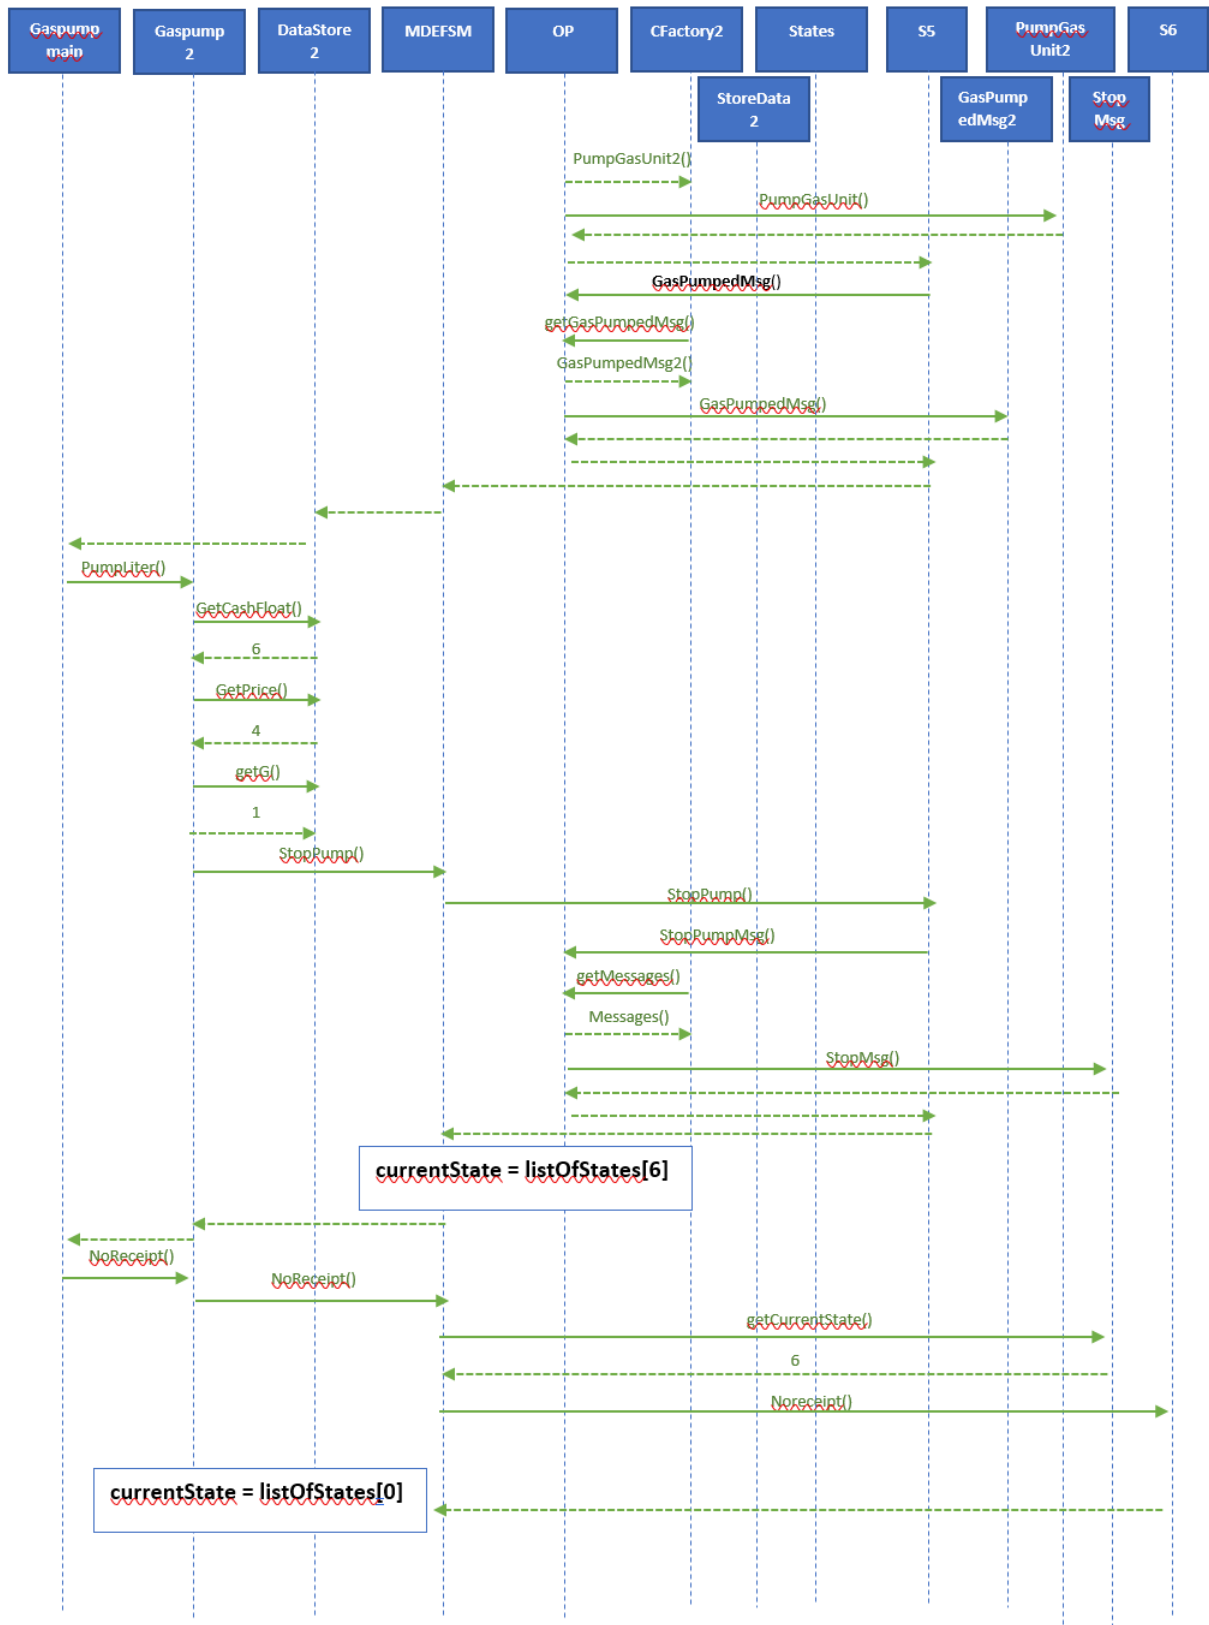 Gaspump
main
Gaspump
2
DataStore
2
MDEFSM
OP
CFactory2
States
S5
PumpGas
Unit2
S6
StoreData
2
GasPump
edMsg2
Stop
Msg
PumpGasUnit2()
PumpGasUnit()
GasPumpedMsg()
getGasPumpedMsg()
GasPumpedMsg2()
GasPumpedMsg()
PumpLiter()
GetCashFloat()
6
GetPrice()
4
getG()
1
StopPump()
StopPump()
StopPumpMsg()
getMessages()
Messages()
StopMsg()
currentState = listOfStates[6]
NoReceipt()
NoReceipt()
getCurrentState()
6
Noreceipt()
currentState = listOfStates[0]